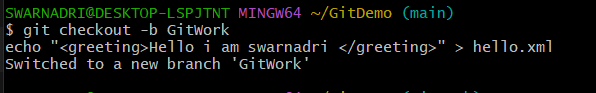 SWARNADRI@DESKTOP-LSPJTNT MINGW64 ~/GitDemo (main)
$ git checkout -b GitWork
echo "<greeting>Hello i am swarnadri </greeting>" > hello.xml
Switched to a new branch 'GitWork'